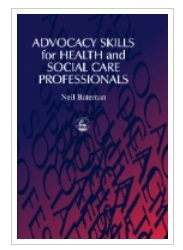 ADVOCACY SKILLS
for HEALTH and
SOCIAL CARE
PROFESSIONALS
Neil Bateman